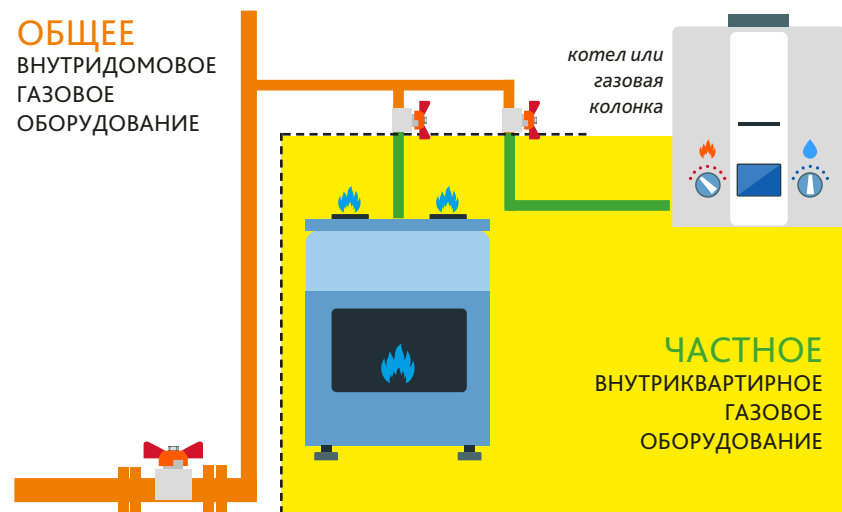 ОБЩЕЕ
ВНУТРИДОМОВОЕ
ГАЗОВОЕ
ОБОРУДОВАНИЕ
котел или
газовая
колонка
ЧАСТНОЕ
ВНУТРИКВАРТИРНОЕ
ГАЗОВОЕ
ОБОРУДОВАНИЕ